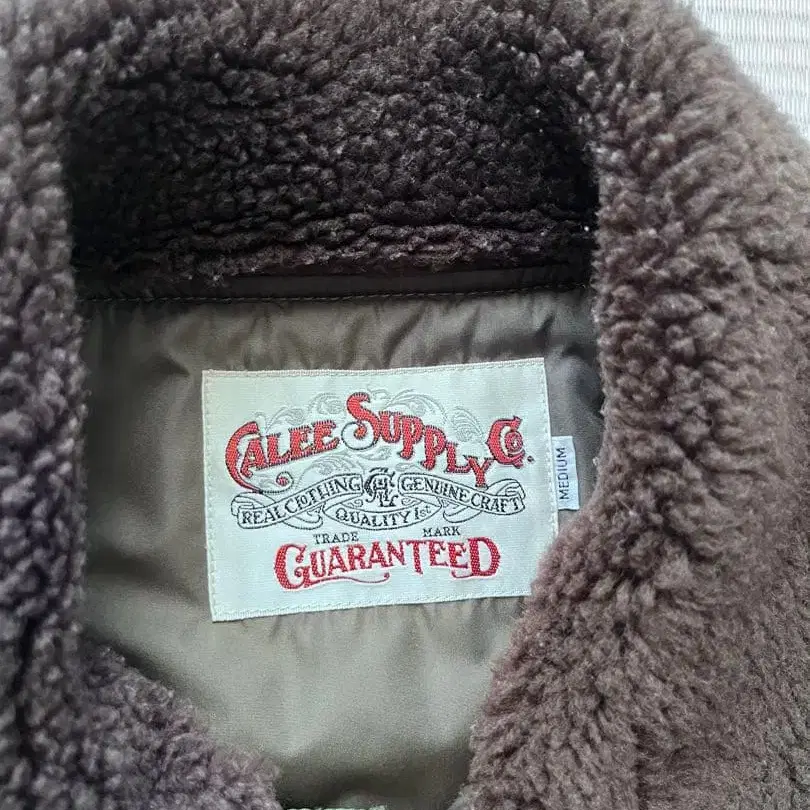 CALEE SUPPLY Co.
REAL CLOTHING GENUINE CRAFT
QUALITY 1st
TRADE MARK
GUARANTEED
MEDIUM